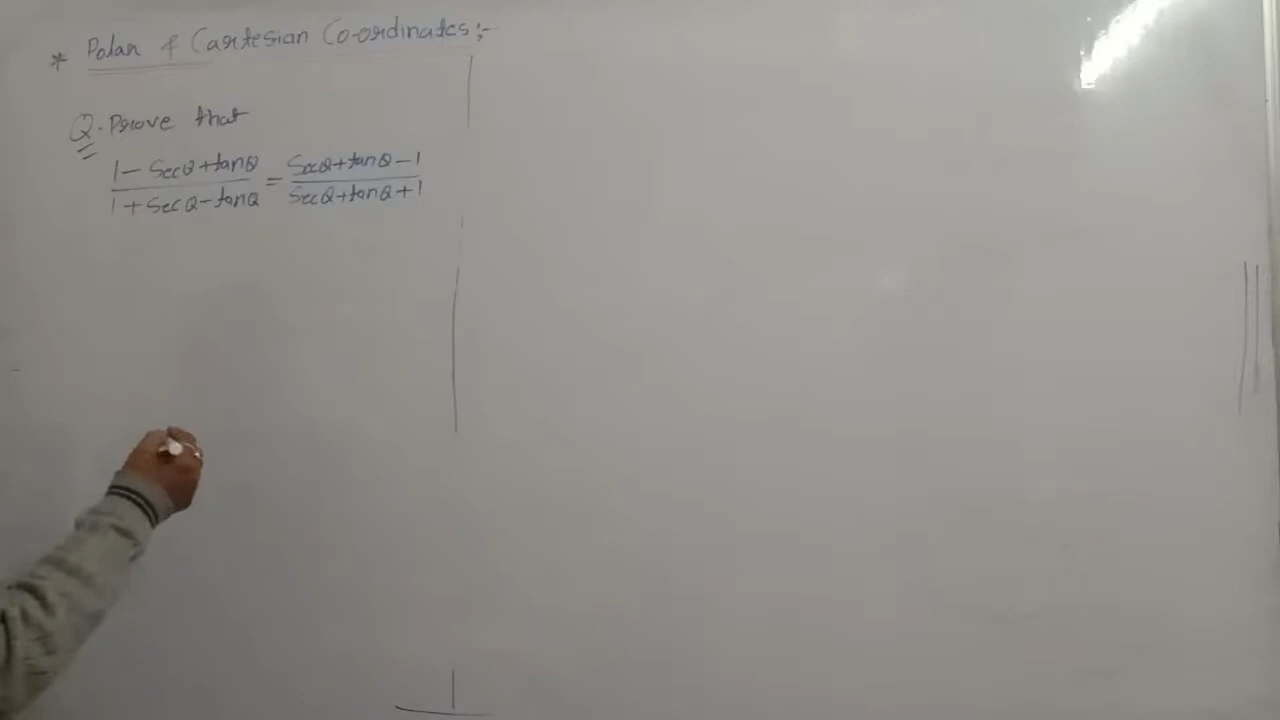 * Polar & Cartesian Co-ordinates :-
Q. Prove that
1 - Secθ + tanθ / 1 + Secθ - tanθ = Secθ + tanθ - 1 / Secθ + tanθ + 1